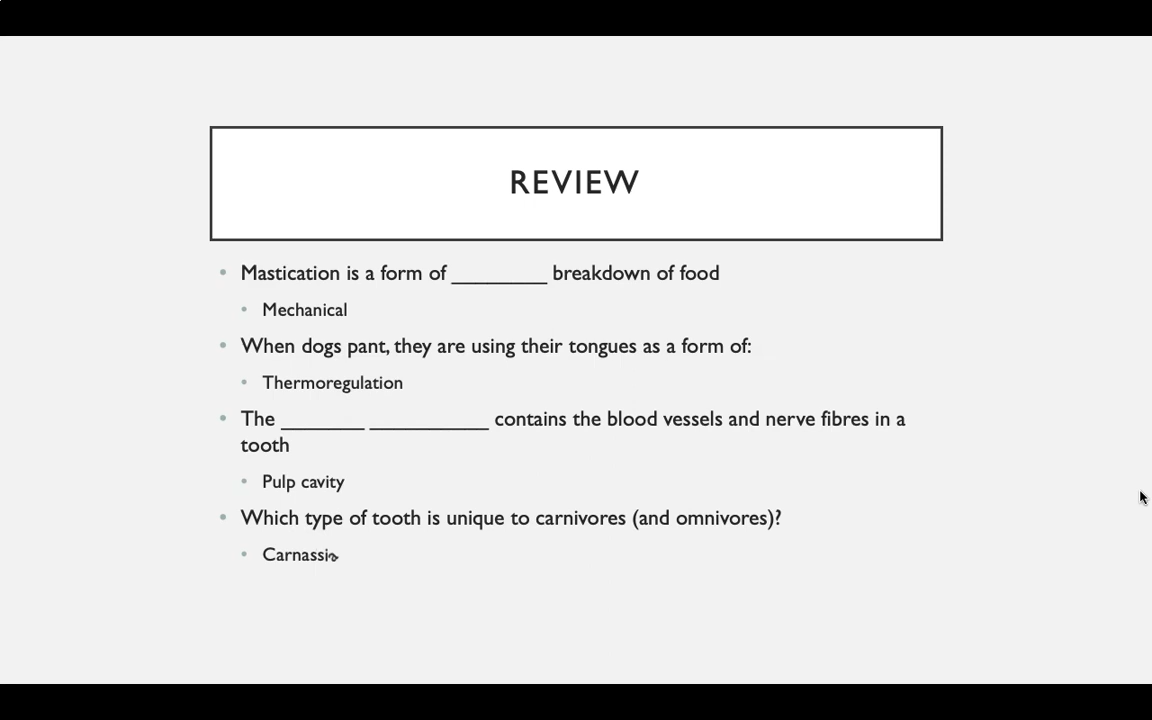 REVIEW
Mastication is a form of _________ breakdown of food
Mechanical
When dogs pant, they are using their tongues as a form of:
Thermoregulation
The ________ ___________ contains the blood vessels and nerve fibres in a
tooth
Pulp cavity
Which type of tooth is unique to carnivores (and omnivores)?